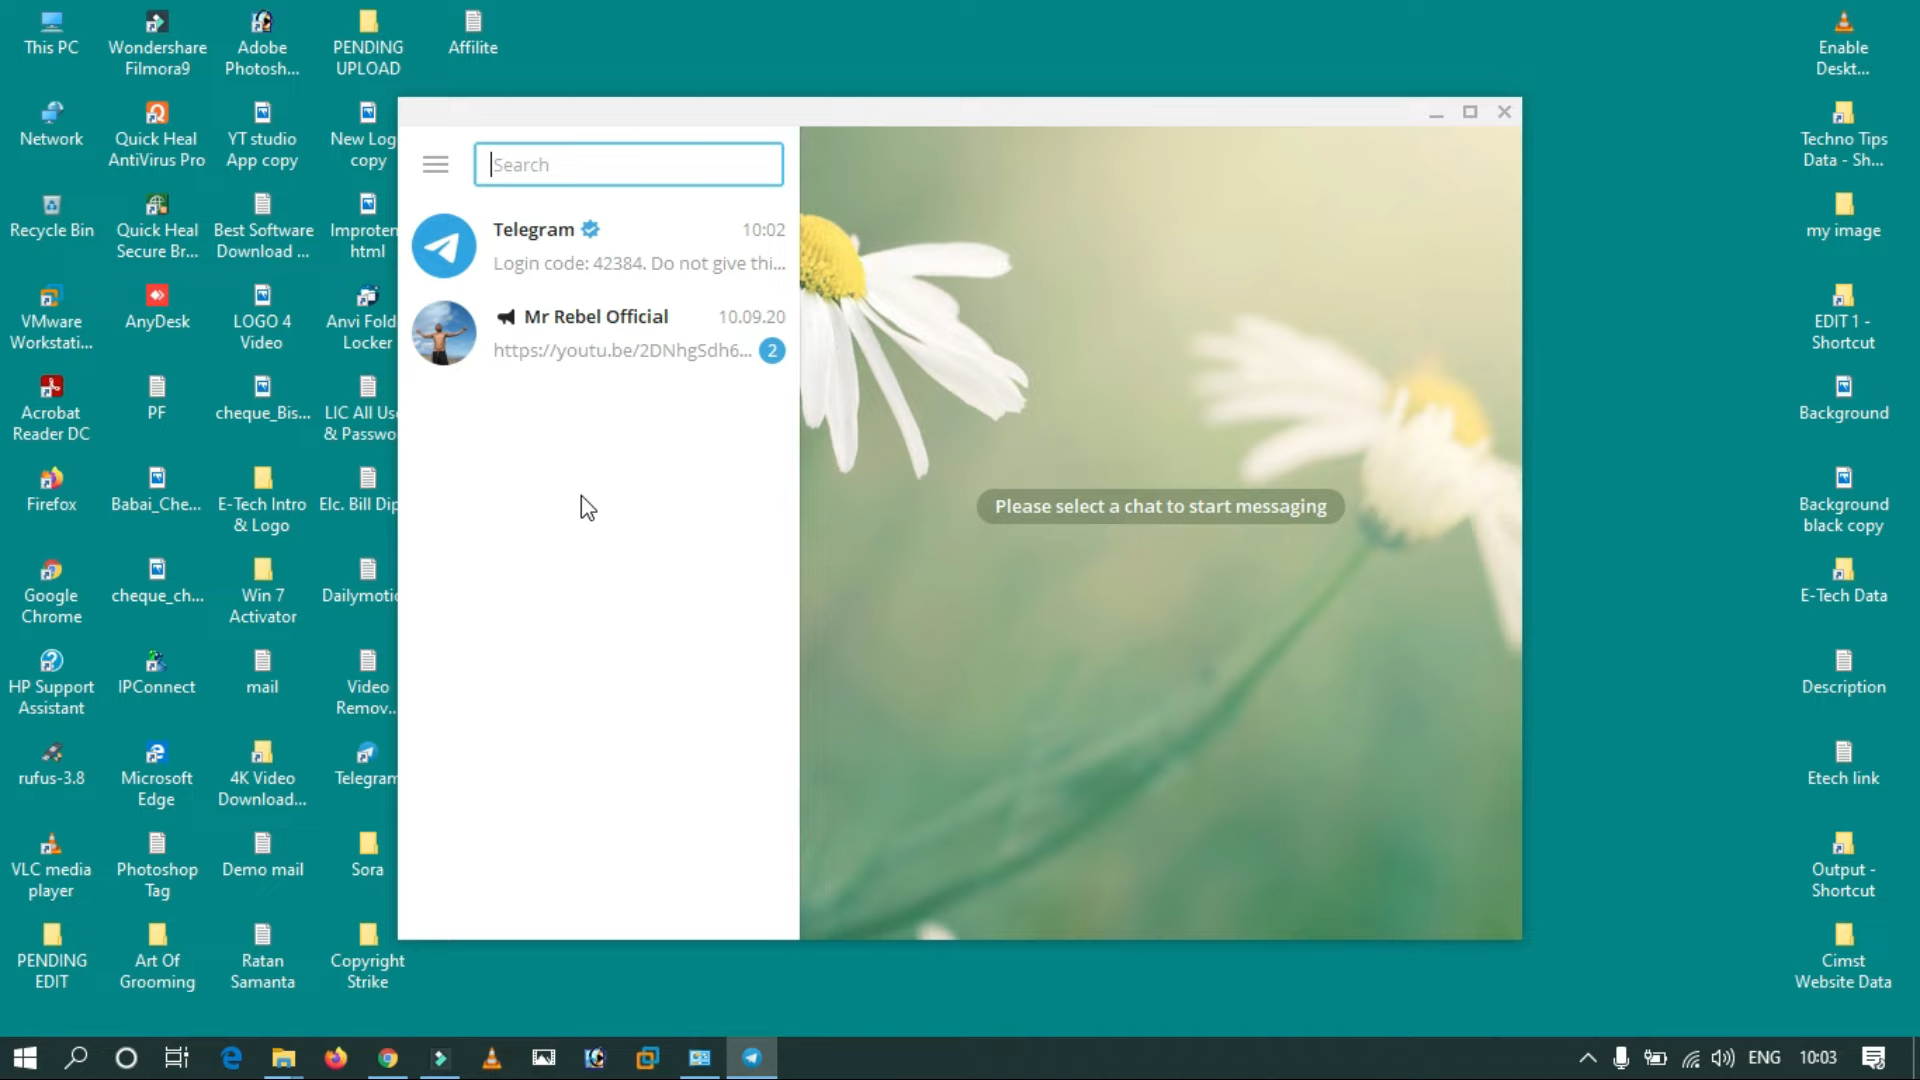 This PC
Wondershare
Filmora9
Adobe
Photosh...
PENDING
UPLOAD
Affilite
Enable
Deskt...
Network
Quick Heal
AntiVirus Pro
YT studio
App copy
New Log
copy
Techno Tips
Data - Sh...
Search
Recycle Bin
Quick Heal
Secure Br...
Best Software
Download ...
Improten
html
my image
Telegram
10:02
Login code: 42384. Do not give thi...
VMware
Workstati...
AnyDesk
LOGO 4
Video
Anvi Fold
Locker
EDIT 1 -
Shortcut
Mr Rebel Official
10.09.20
https://youtu.be/2DNhgSdh6...
2
Acrobat
Reader DC
PF
cheque_Bis...
LIC All Us
& Passwo
Background
Firefox
Babai_Che...
E-Tech Intro
& Logo
Elc. Bill Dip
Background
black copy
Please select a chat to start messaging
Google
Chrome
cheque_ch...
Win 7
Activator
Dailymoti
E-Tech Data
HP Support
Assistant
IPConnect
mail
Video
Remov...
Description
rufus-3.8
Microsoft
Edge
4K Video
Download...
Telegram
Etech link
VLC media
player
Photoshop
Tag
Demo mail
Sora
Output -
Shortcut
PENDING
EDIT
Art Of
Grooming
Ratan
Samanta
Copyright
Strike
Cimst
Website Data
ENG
10:03